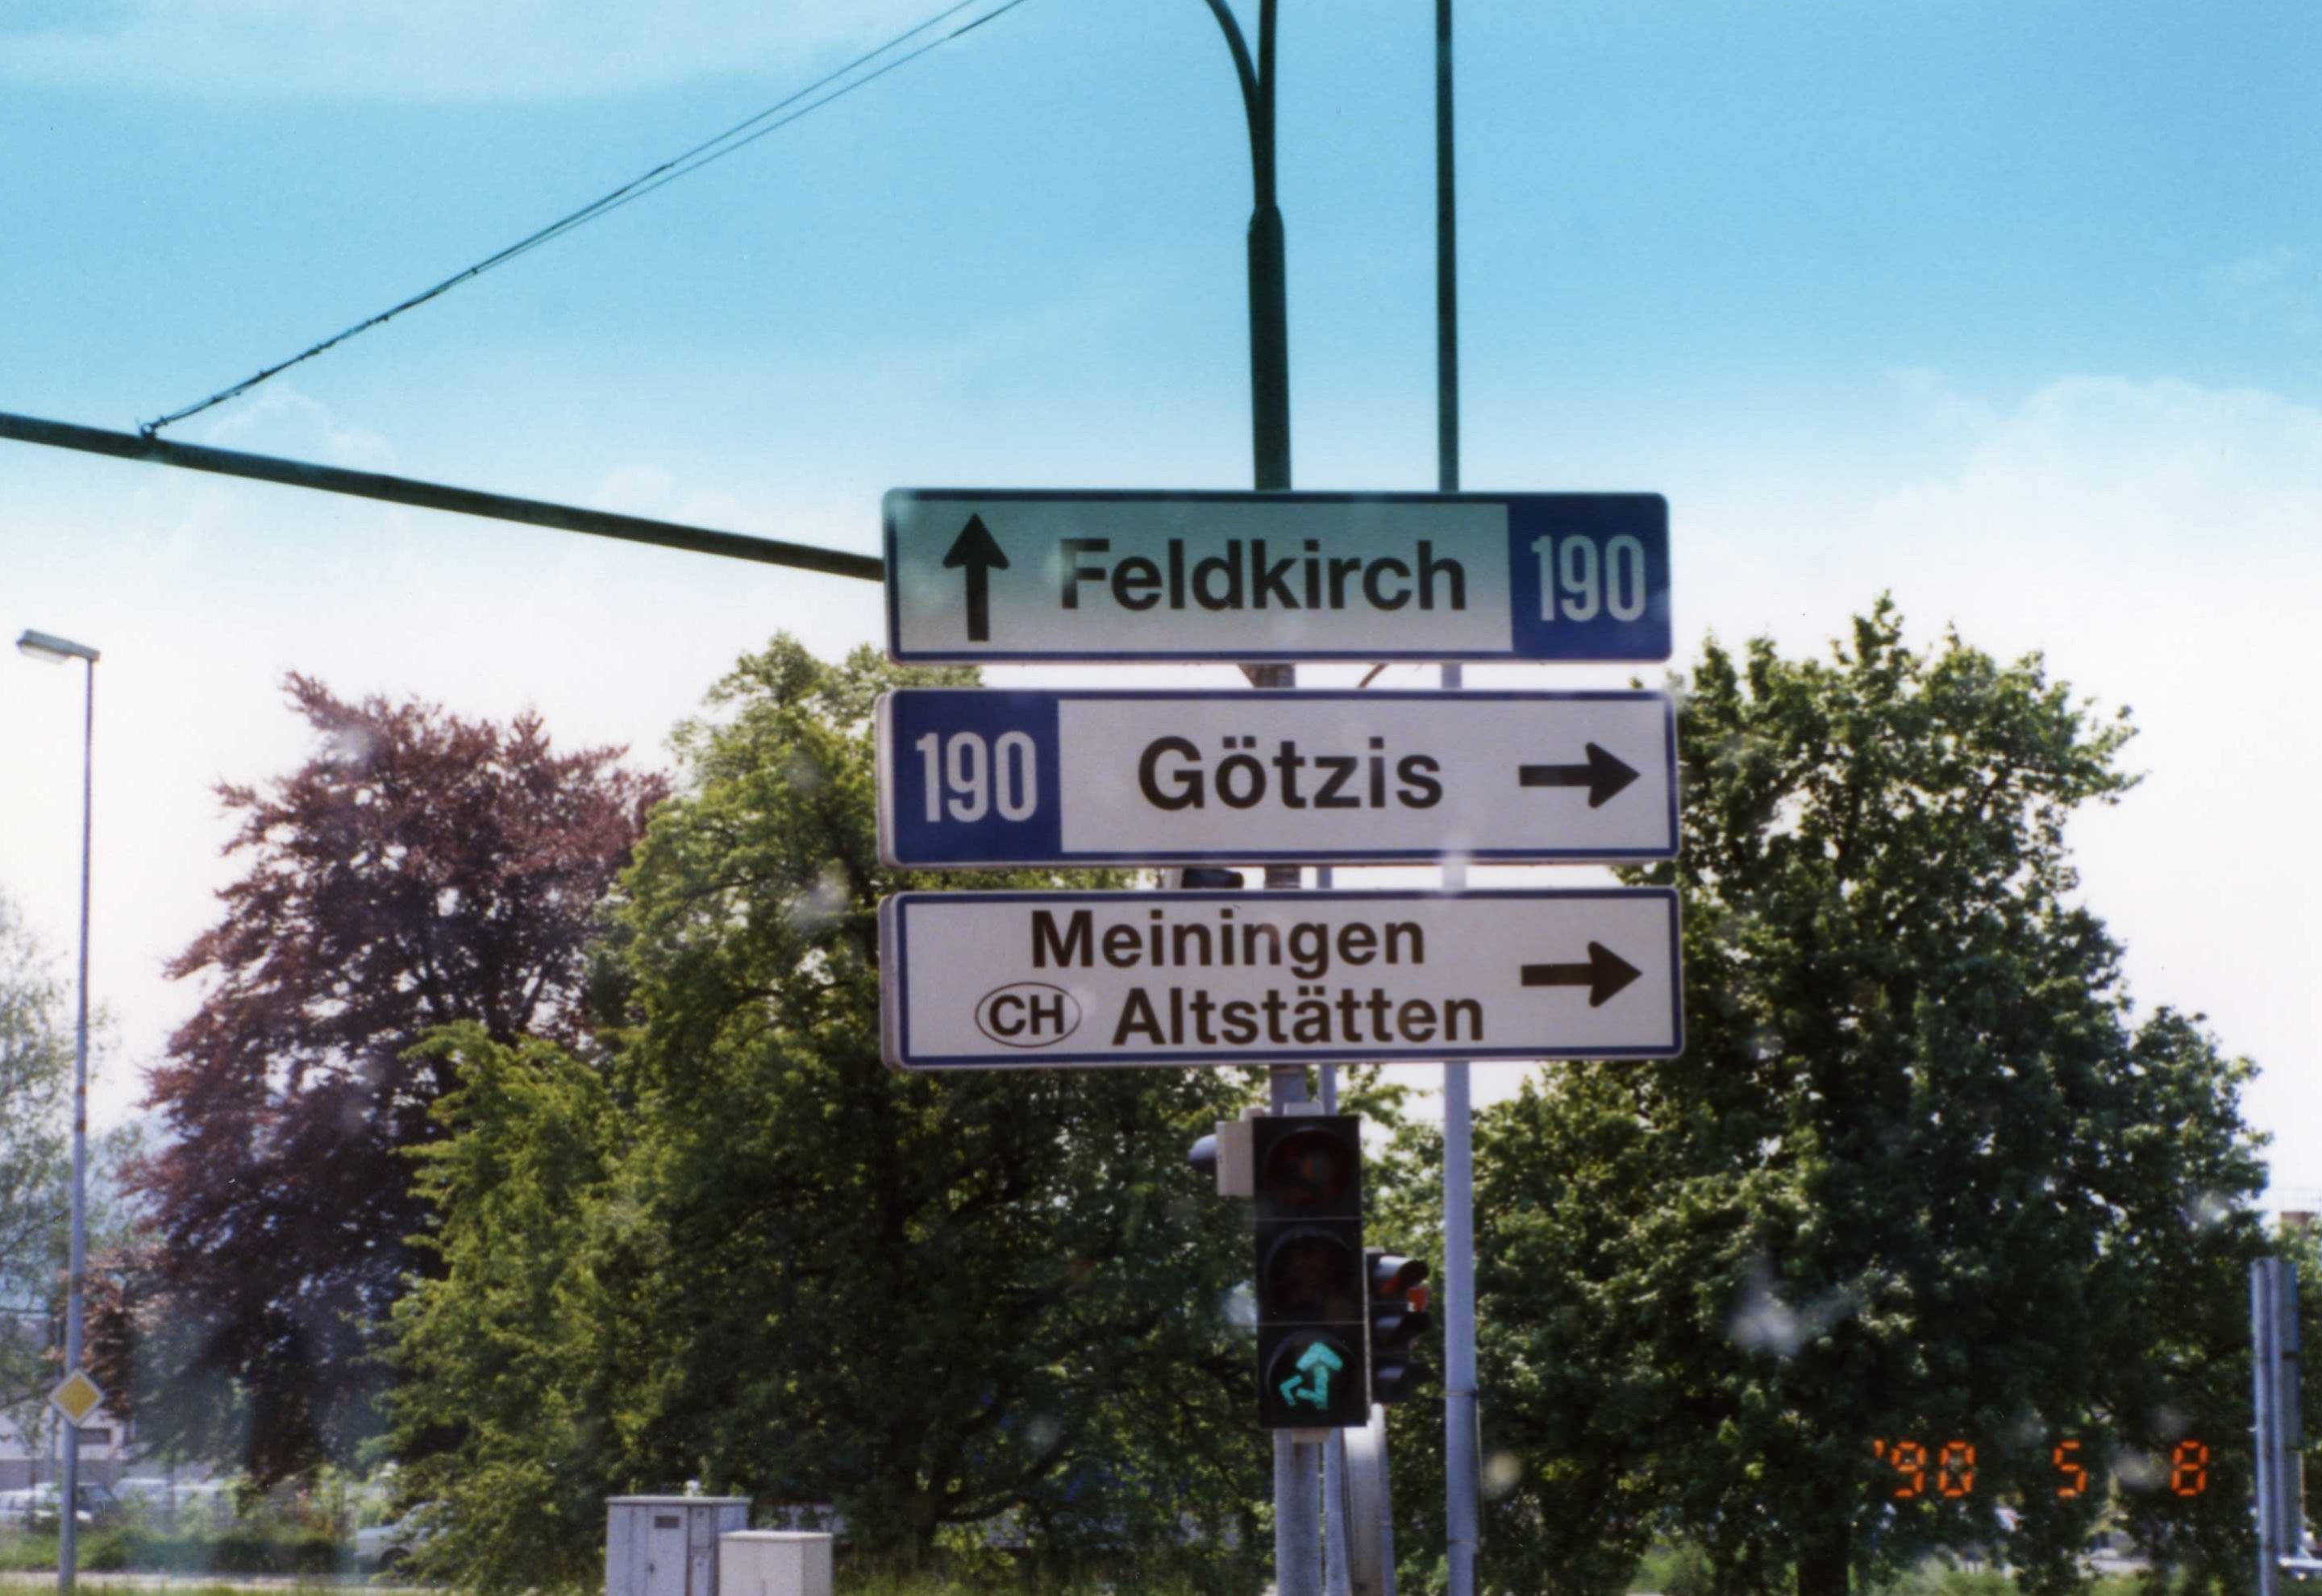 Feldkirch 190
190 Götzis
Meiningen
CH Altstätten
'90 5 8